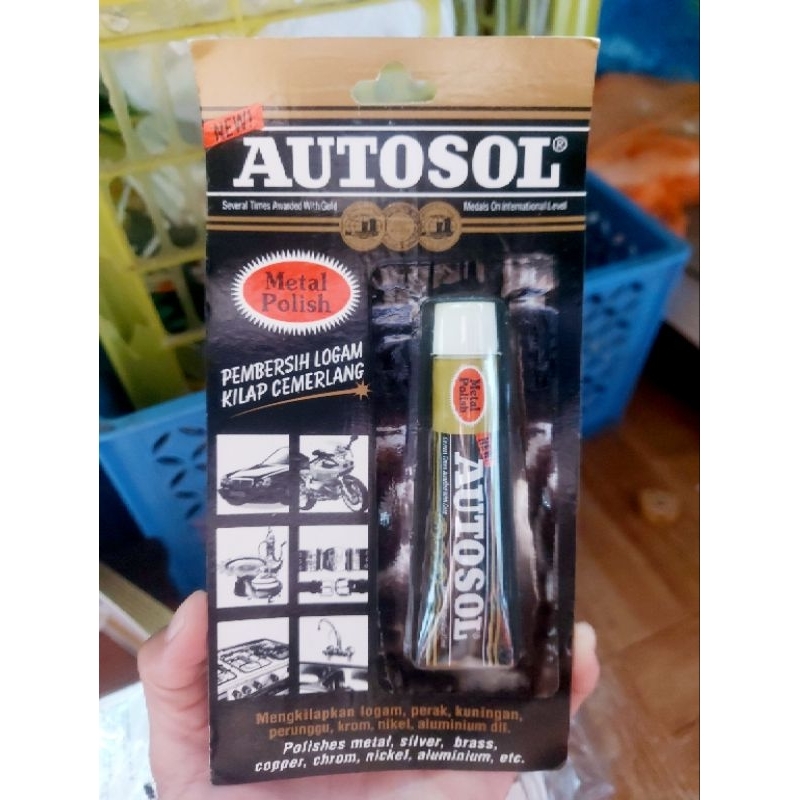 NEW!
AUTOSOL®
Several Times Awarded With Gold
Medals On International Level
Metal
Polish
PEMBERSIH LOGAM
KILAP CEMERLANG
Metal
Polish
NEW!
AUTOSOL
Mengkilapkan logam, perak, kuningan,
perunggu, krom, nikel, aluminium dll.
Polishes metal, silver, brass,
copper, chrom, nickel, aluminium, etc.